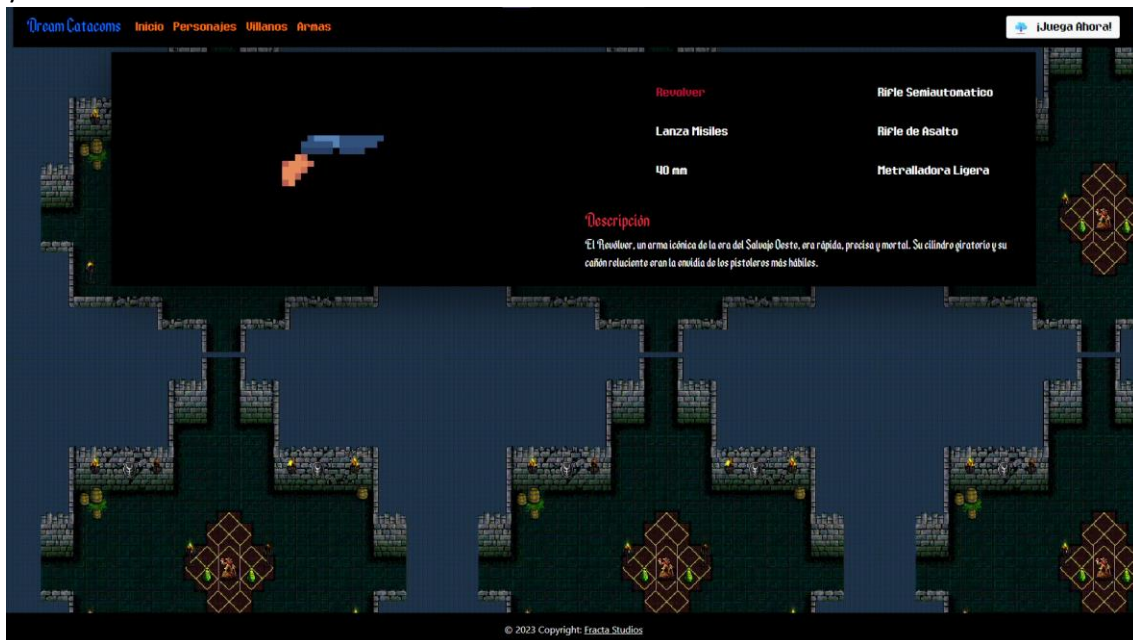 Dream Catacoms Inicio Personajes Villanos Armas ¡Juega Ahora!
Revolver Rifle Semiautomatico
Lanza Misiles Rifle de Asalto
40 mm Metralladora Ligera
Descripción
El Revólver, un arma icónica de la era del Salvaje Oeste, era rápida, precisa y mortal. Su cilindro giratorio y su
cañón reluciente eran la envidia de los pistoleros más hábiles.
© 2023 Copyright: Fracta Studios